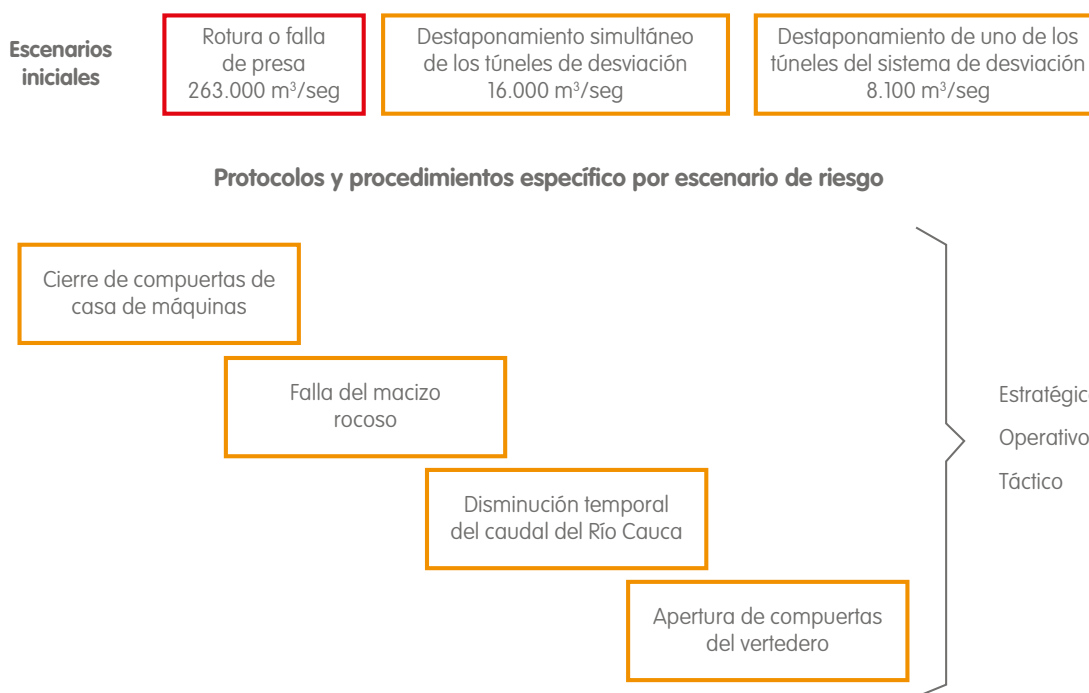 Escenarios
iniciales
Rotura o falla
de presa
263.000 m³/seg
Destaponamiento simultáneo
de los túneles de desviación
16.000 m³/seg
Destaponamiento de uno de los
túneles del sistema de desviación
8.100 m³/seg
Protocolos y procedimientos específico por escenario de riesgo
Cierre de compuertas de
casa de máquinas
Falla del macizo
rocoso
Disminución temporal
del caudal del Río Cauca
Apertura de compuertas
del vertedero
Estratégic
Operativo
Táctico